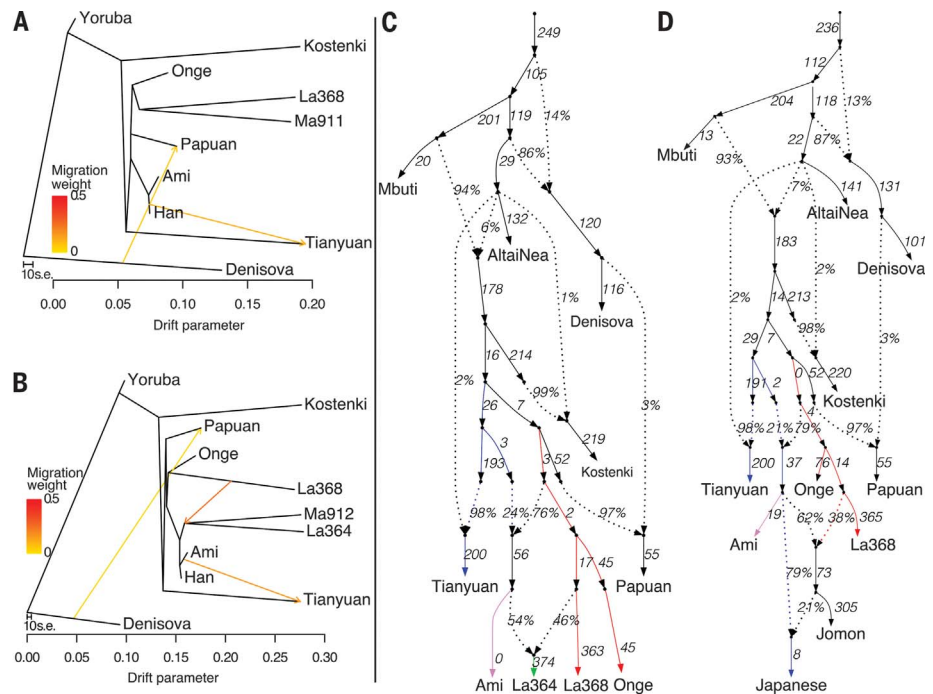 A
Yoruba
Kostenki
Onge
La368
Ma911
Papuan
Migration
weight
0.5
0
Ami
Han
Tianyuan
Denisova
10s.e.
0.00 0.05 0.10 0.15 0.20
Drift parameter
B
Yoruba
Kostenki
Papuan
Onge
La368
Ma912
La364
Migration
weight
0.5
0
Ami
Han
Tianyuan
Denisova
10s.e.
0.00 0.05 0.10 0.15 0.20 0.25 0.30
Drift parameter
C
249
105
14%
201 119
20
29 86%
Mbuti
94%
132
120
6%
AltaiNea
178
1%
116
Denisova
16 214
2%
99%
3%
26 7
219
3
3 52
Kostenki
193
98% 24% 76% 2 97%
200 56 17 45 55
Tianyuan Papuan
54% 46%
0 374 363 45
Ami La364 La368 Onge
D
236
112
13%
204 118
13
22 87%
Mbuti
93%
7% 141 131
AltaiNea
101
183
Denisova
2%
2%
14 213
98%
3%
29 7
0 52 220
191 2
Kostenki
4
98% 21% 79% 97%
200 37 76 14 55
Tianyuan Onge Papuan
19
62% 38% 365
Ami La368
79% 73
21% 305
Jomon
8
Japanese